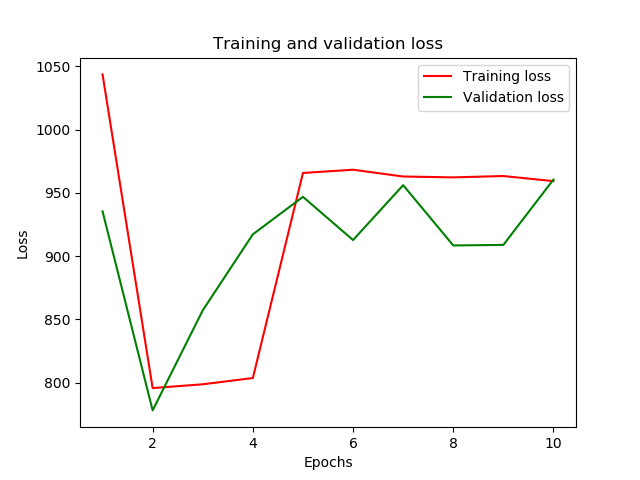 Training and validation loss
Training loss
Validation loss
1050
1000
950
900
850
800
Loss
2
4
6
8
10
Epochs